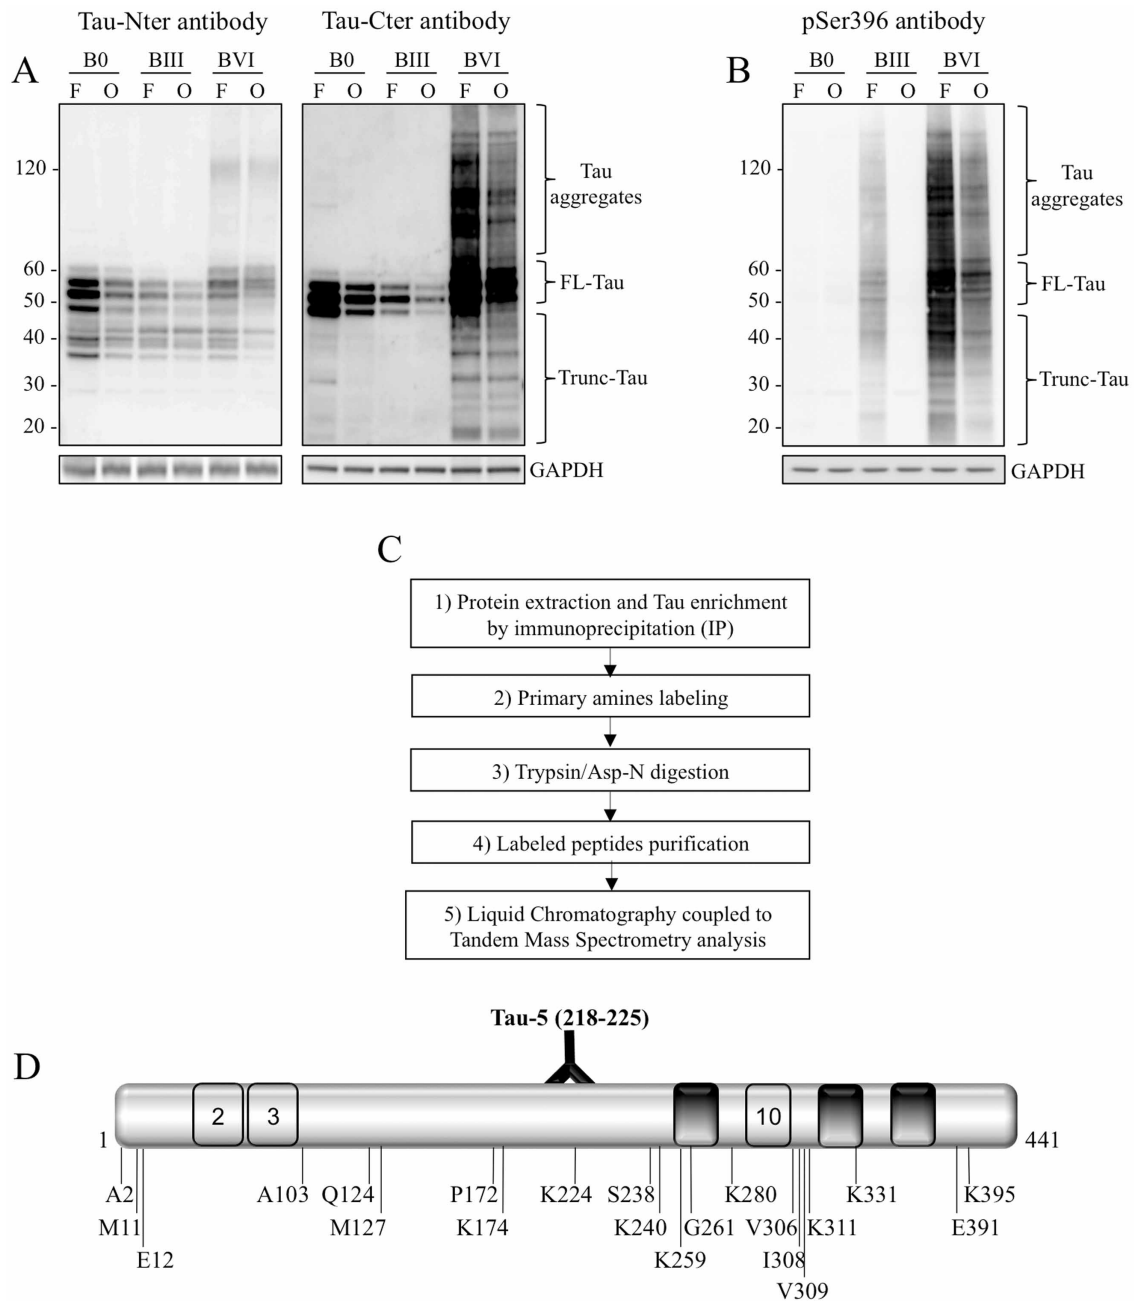 Tau-Nter antibody
Tau-Cter antibody
pSer396 antibody
A
B0 BIII BVI
B0 BIII BVI
B
B0 BIII BVI
F O F O F O
F O F O F O
F O F O F O
120 -
60 -
50 -
40 -
30 -
20 -
Tau
aggregates
FL-Tau
Trunc-Tau
GAPDH
120 -
60 -
50 -
40 -
30 -
20 -
Tau
aggregates
FL-Tau
Trunc-Tau
GAPDH
C
1) Protein extraction and Tau enrichment
by immunoprecipitation (IP)
2) Primary amines labeling
3) Trypsin/Asp-N digestion
4) Labeled peptides purification
5) Liquid Chromatography coupled to
Tandem Mass Spectrometry analysis
Tau-5 (218-225)
D
1 2 3 10 441
A2 A103 Q124 P172 K224 S238 K280 K331 K395
M11 M127 K174 K240 G261 V306 K311 E391
E12 K259 I308
V309